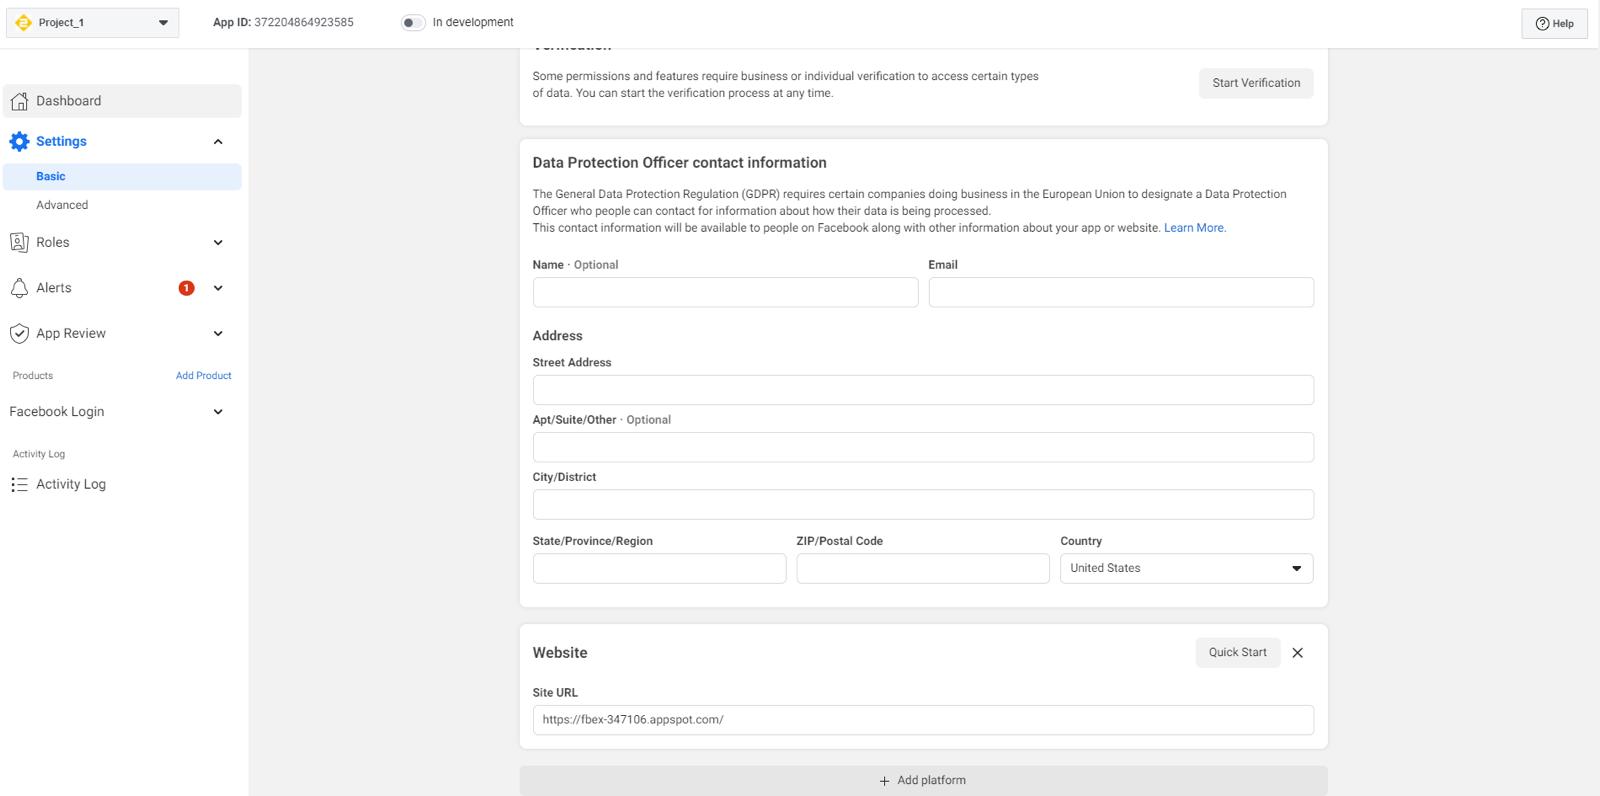 Project_1
App ID: 372204864923585
In development
Help
Dashboard
Settings
Basic
Advanced
Roles
Alerts
1
App Review
Products
Add Product
Facebook Login
Activity Log
Activity Log
Verification
Some permissions and features require business or individual verification to access certain types
of data. You can start the verification process at any time.
Start Verification
Data Protection Officer contact information
The General Data Protection Regulation (GDPR) requires certain companies doing business in the European Union to designate a Data Protection
Officer who people can contact for information about how their data is being processed.
This contact information will be available to people on Facebook along with other information about your app or website. Learn More.
Name · Optional
Email
Address
Street Address
Apt/Suite/Other · Optional
City/District
State/Province/Region
ZIP/Postal Code
Country
United States
Website
Quick Start
Site URL
https://fbex-347106.appspot.com/
+ Add platform